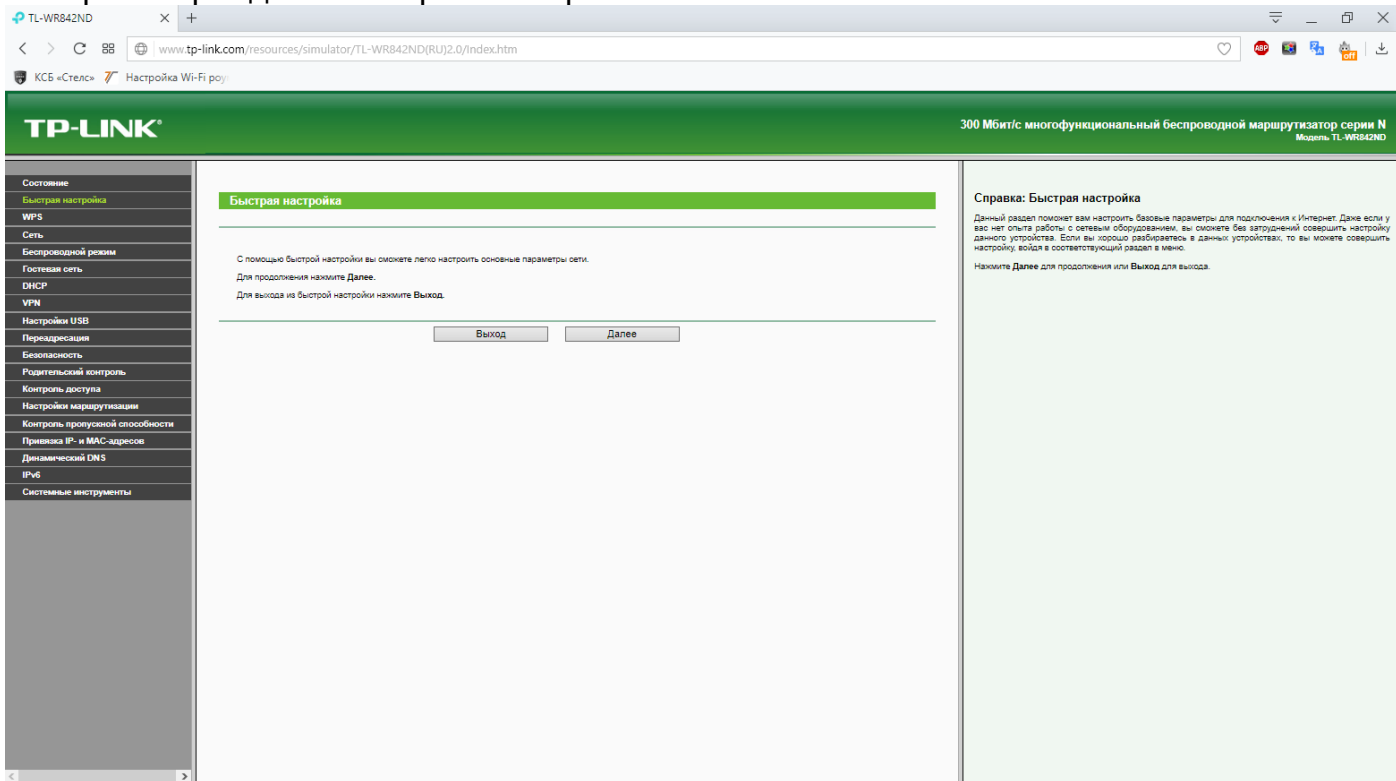 TL-WR842ND
www.tp-link.com/resources/simulator/TL-WR842ND(RU)2.0/Index.htm
ABP
off
КСБ «Стелс»
Настройка Wi-Fi роу
TP-LINK®
300 Мбит/с многофункциональный беспроводной маршрутизатор серии N
Модель TL-WR842ND
Состояние
Быстрая настройка
WPS
Сеть
Беспроводной режим
Гостевая сеть
DHCP
VPN
Настройки USB
Переадресация
Безопасность
Родительский контроль
Контроль доступа
Настройки маршрутизации
Контроль пропускной способности
Привязка IP- и MAC-адресов
Динамический DNS
IPv6
Системные инструменты
Быстрая настройка
С помощью быстрой настройки вы сможете легко настроить основные параметры сети.
Для продолжения нажмите Далее.
Для выхода из быстрой настройки нажмите Выход.
Выход
Далее
Справка: Быстрая настройка
Данный раздел поможет вам настроить базовые параметры для подключения к Интернет. Даже если у
вас нет опыта работы с сетевым оборудованием, вы сможете без затруднений совершить настройку
данного устройства. Если вы хорошо разбираетесь в данных устройствах, то вы можете совершить
настройку, войдя в соответствующий раздел в меню.
Нажмите Далее для продолжения или Выход для выхода.